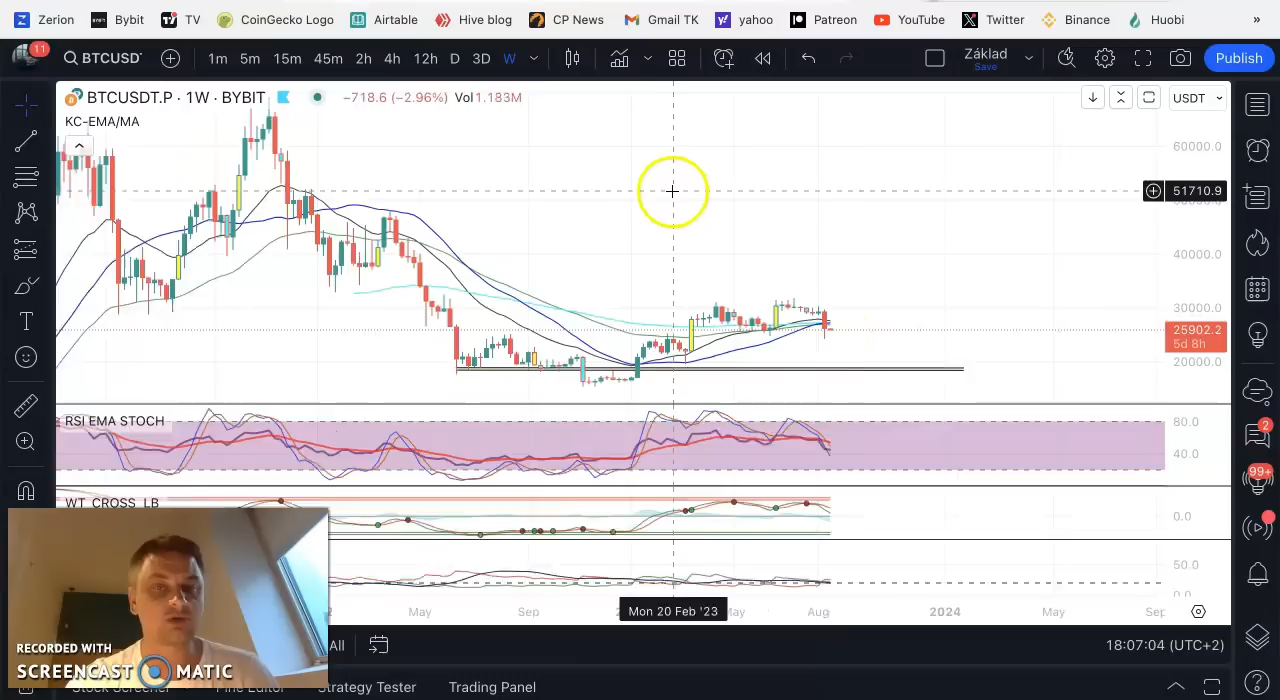 Zerion Bybit TV CoinGecko Logo Airtable Hive blog CP News Gmail TK yahoo Patreon YouTube Twitter Binance Huobi »
11 BTCUSD 1m 5m 15m 45m 2h 4h 12h D 3D W Základ Save Publish
BTCUSDT.P · 1W · BYBIT −718.6 (−2.96%) Vol 1.183M USDT
KC-EMA/MA
60000.0
51710.9
40000.0
30000.0
25902.2
5d 8h
20000.0
RSI EMA STOCH 80.0
40.0
2
99+
WT_CROSS_LB
0.0
50.0
0.0
May Sep Mon 20 Feb '23 May Aug 2024 May Sep
All 18:07:04 (UTC+2)
RECORDED WITH
SCREENCAST MATIC
Stock Screener Pine Editor Strategy Tester Trading Panel